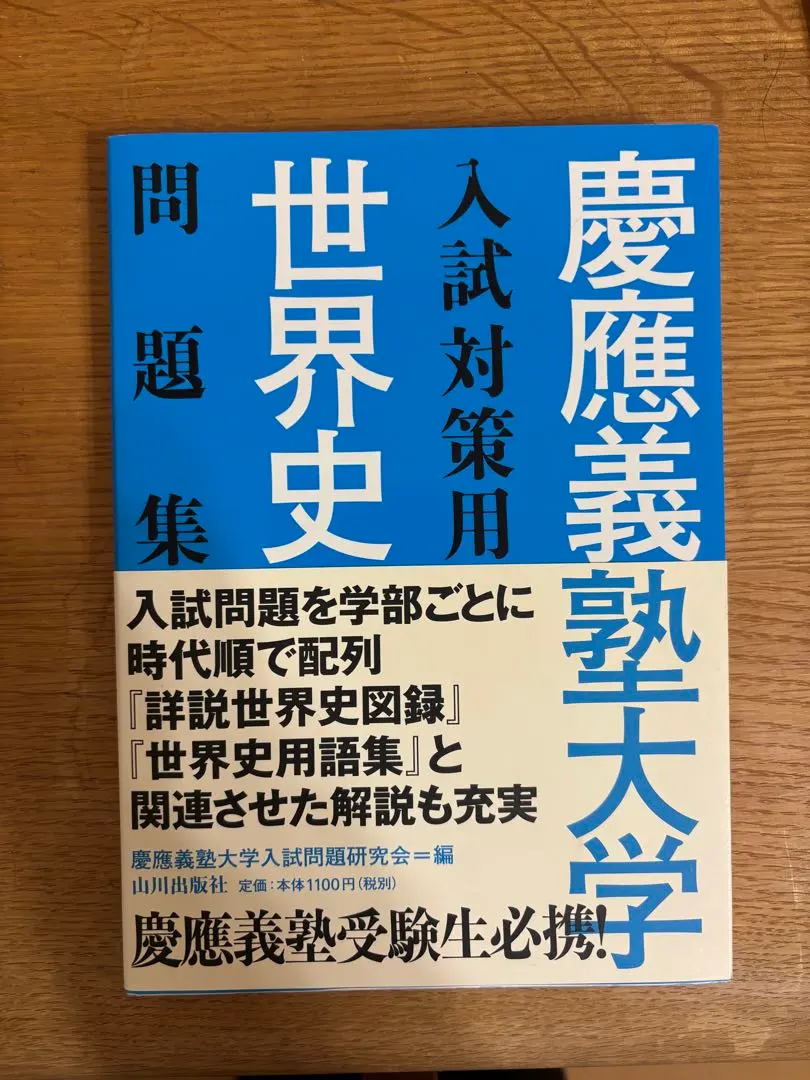 慶應義塾大学
入試対策用
世界史
問題集
入試問題を学部ごとに
時代順で配列
『詳説世界史図録』
『世界史用語集』と
関連させた解説も充実
慶應義塾大学入試問題研究会＝編
山川出版社 定価：本体1100円（税別）
慶應義塾受験生必携！